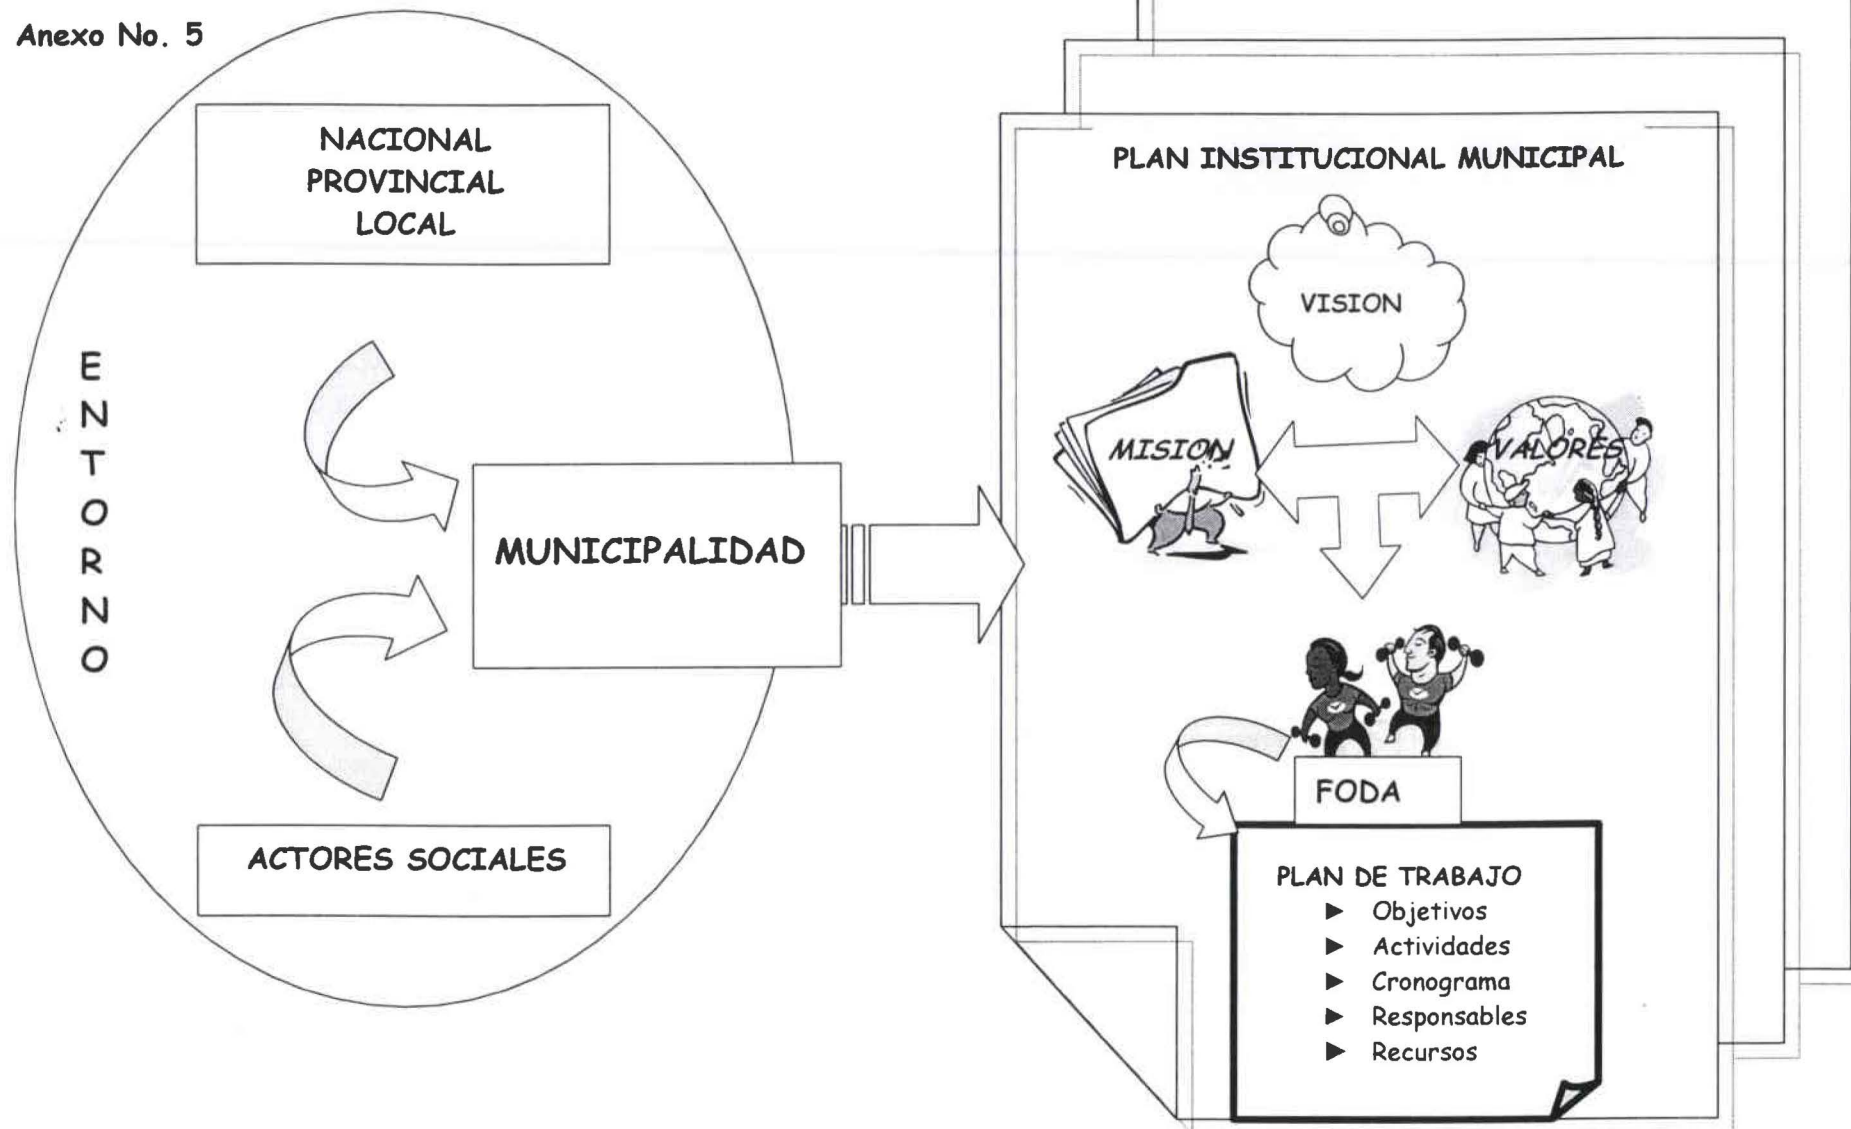 Anexo No. 5
NACIONAL
PROVINCIAL
LOCAL
ENTORNO
MUNICIPALIDAD
ACTORES SOCIALES
PLAN INSTITUCIONAL MUNICIPAL
VISION
MISION
VALORES
FODA
PLAN DE TRABAJO
► Objetivos
► Actividades
► Cronograma
► Responsables
► Recursos